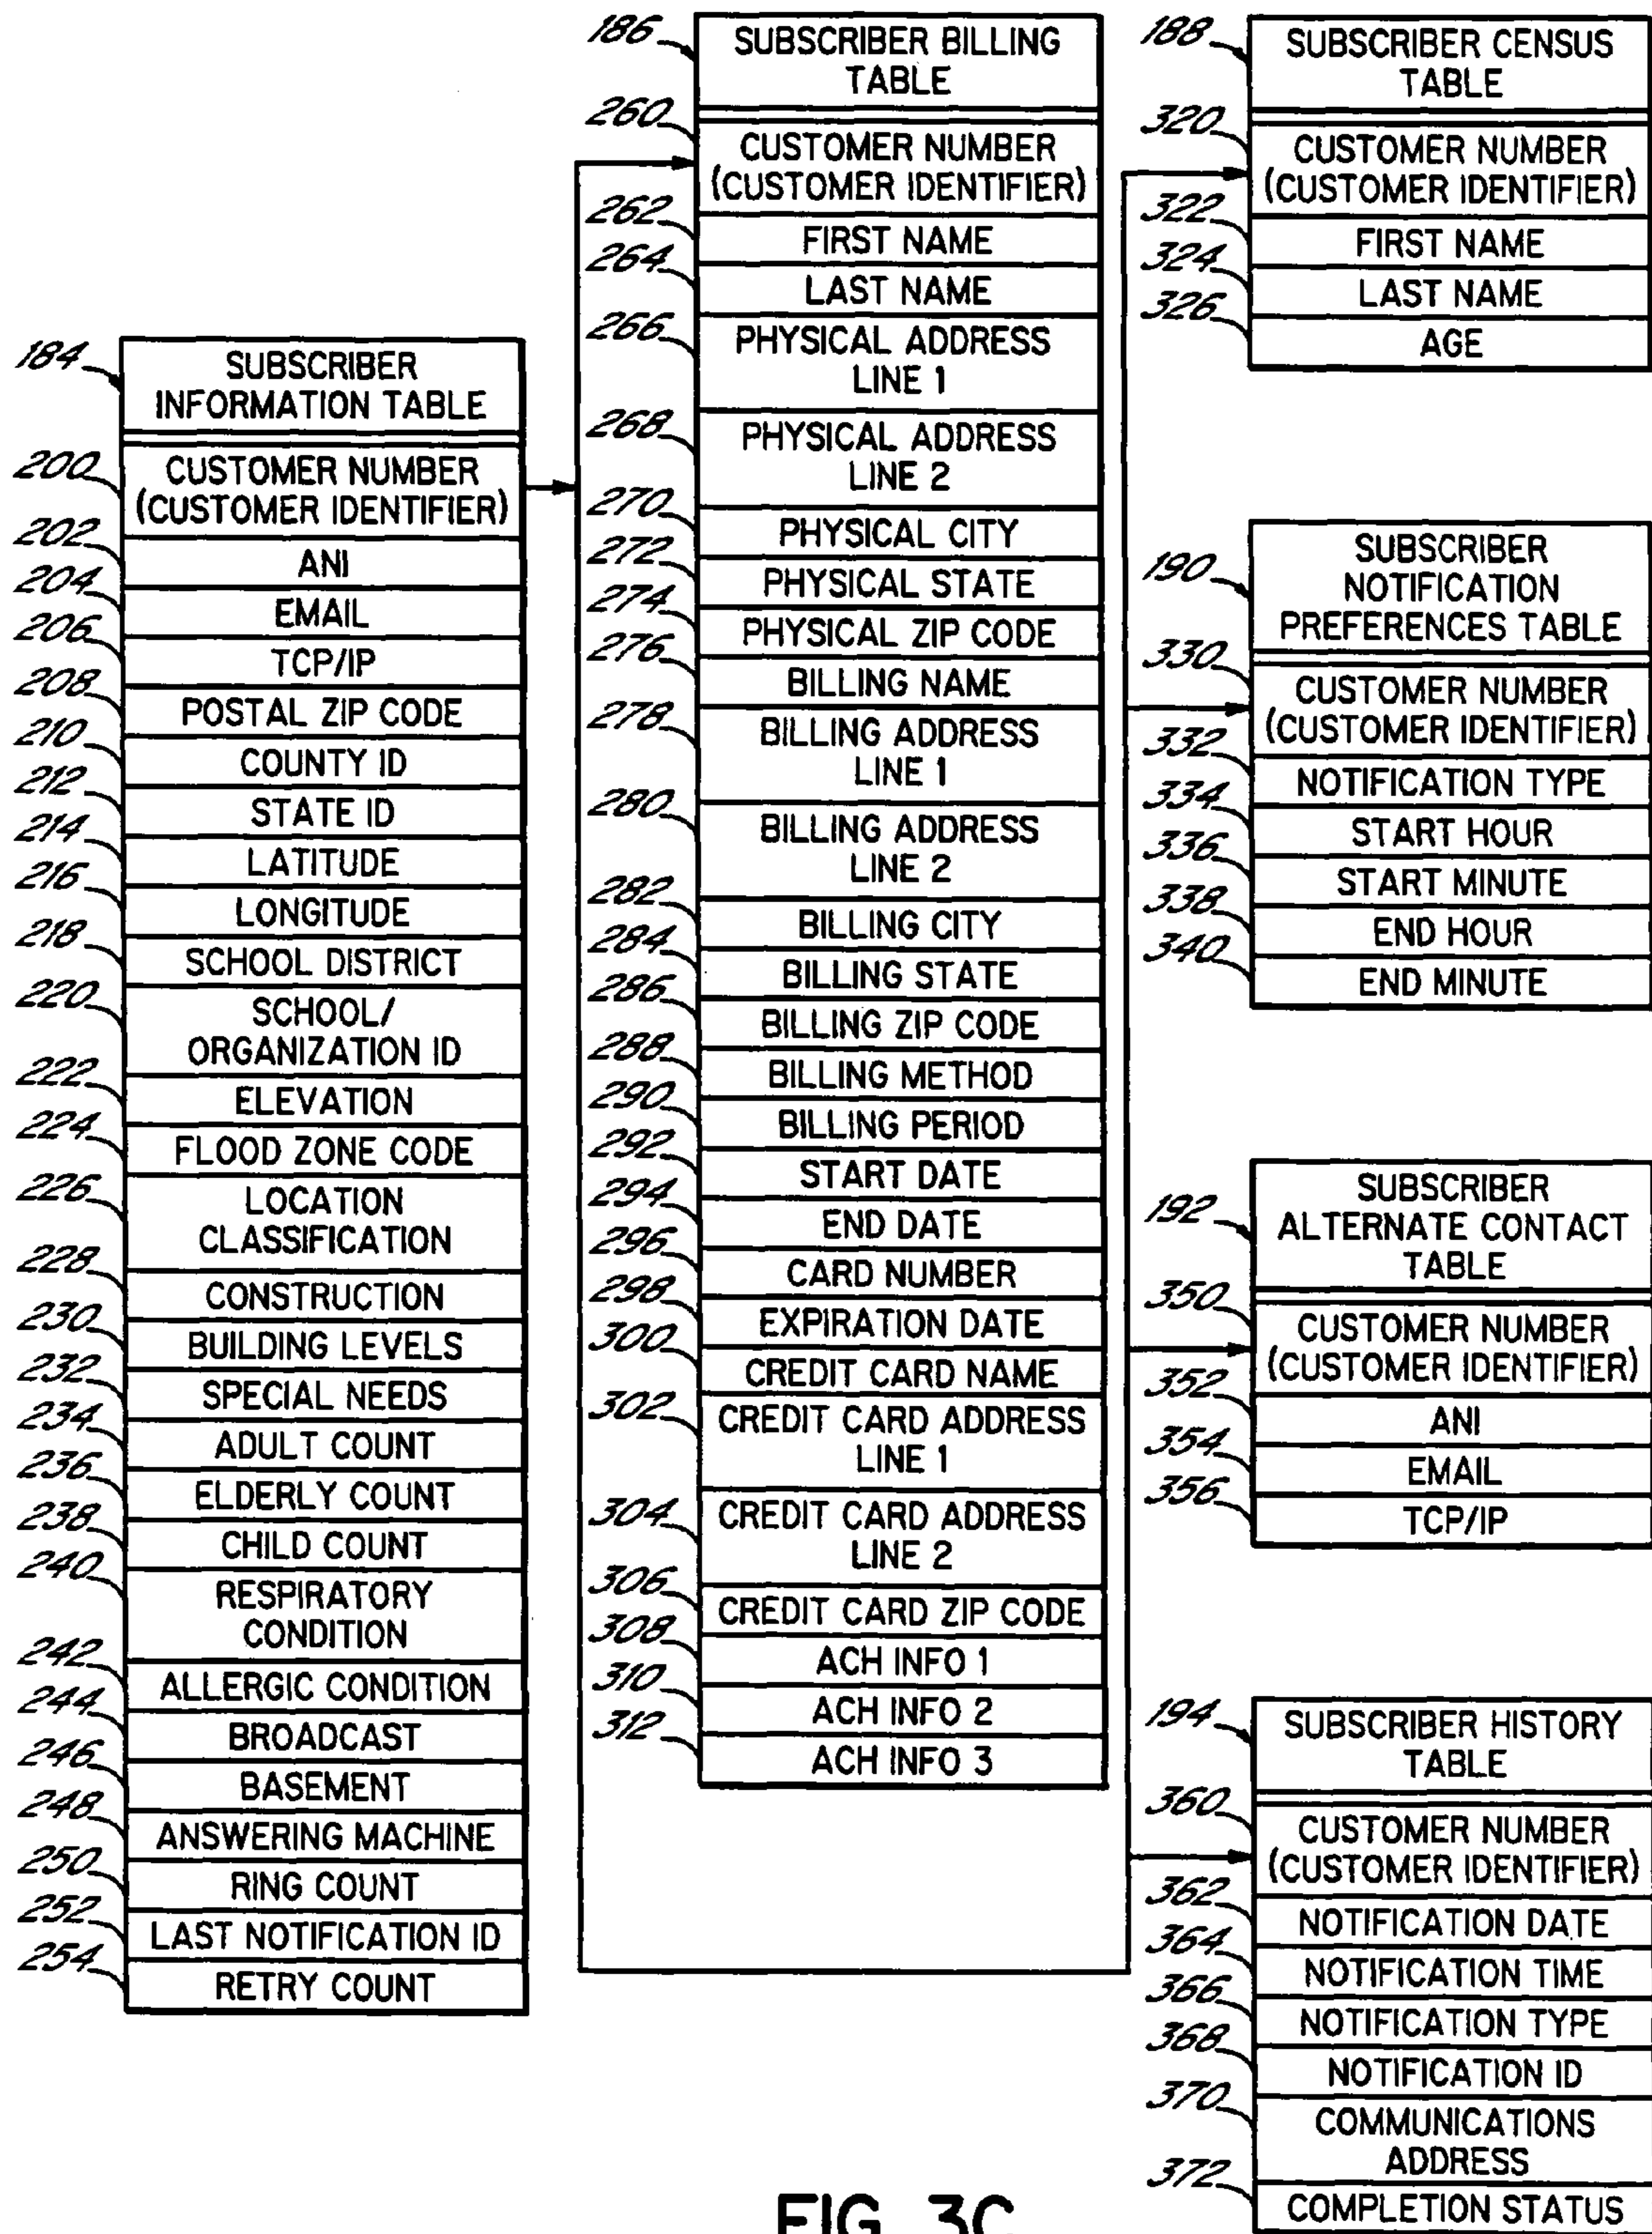 184
SUBSCRIBER
INFORMATION TABLE
200
CUSTOMER NUMBER
(CUSTOMER IDENTIFIER)
202
ANI
204
EMAIL
206
TCP/IP
208
POSTAL ZIP CODE
210
COUNTY ID
212
STATE ID
214
LATITUDE
216
LONGITUDE
218
SCHOOL DISTRICT
220
SCHOOL/
ORGANIZATION ID
222
ELEVATION
224
FLOOD ZONE CODE
226
LOCATION
CLASSIFICATION
228
CONSTRUCTION
230
BUILDING LEVELS
232
SPECIAL NEEDS
234
ADULT COUNT
236
ELDERLY COUNT
238
CHILD COUNT
240
RESPIRATORY
CONDITION
242
ALLERGIC CONDITION
244
BROADCAST
246
BASEMENT
248
ANSWERING MACHINE
250
RING COUNT
252
LAST NOTIFICATION ID
254
RETRY COUNT
186
SUBSCRIBER BILLING
TABLE
260
CUSTOMER NUMBER
(CUSTOMER IDENTIFIER)
262
FIRST NAME
264
LAST NAME
266
PHYSICAL ADDRESS
LINE 1
268
PHYSICAL ADDRESS
LINE 2
270
PHYSICAL CITY
272
PHYSICAL STATE
274
PHYSICAL ZIP CODE
276
BILLING NAME
278
BILLING ADDRESS
LINE 1
280
BILLING ADDRESS
LINE 2
282
BILLING CITY
284
BILLING STATE
286
BILLING ZIP CODE
288
BILLING METHOD
290
BILLING PERIOD
292
START DATE
294
END DATE
296
CARD NUMBER
298
EXPIRATION DATE
300
CREDIT CARD NAME
302
CREDIT CARD ADDRESS
LINE 1
304
CREDIT CARD ADDRESS
LINE 2
306
CREDIT CARD ZIP CODE
308
ACH INFO 1
310
ACH INFO 2
312
ACH INFO 3
188
SUBSCRIBER CENSUS
TABLE
320
CUSTOMER NUMBER
(CUSTOMER IDENTIFIER)
322
FIRST NAME
324
LAST NAME
326
AGE
190
SUBSCRIBER
NOTIFICATION
PREFERENCES TABLE
330
CUSTOMER NUMBER
(CUSTOMER IDENTIFIER)
332
NOTIFICATION TYPE
334
START HOUR
336
START MINUTE
338
END HOUR
340
END MINUTE
192
SUBSCRIBER
ALTERNATE CONTACT
TABLE
350
CUSTOMER NUMBER
(CUSTOMER IDENTIFIER)
352
ANI
354
EMAIL
356
TCP/IP
194
SUBSCRIBER HISTORY
TABLE
360
CUSTOMER NUMBER
(CUSTOMER IDENTIFIER)
362
NOTIFICATION DATE
364
NOTIFICATION TIME
366
NOTIFICATION TYPE
368
NOTIFICATION ID
370
COMMUNICATIONS
ADDRESS
372
COMPLETION STATUS
FIG. 3C